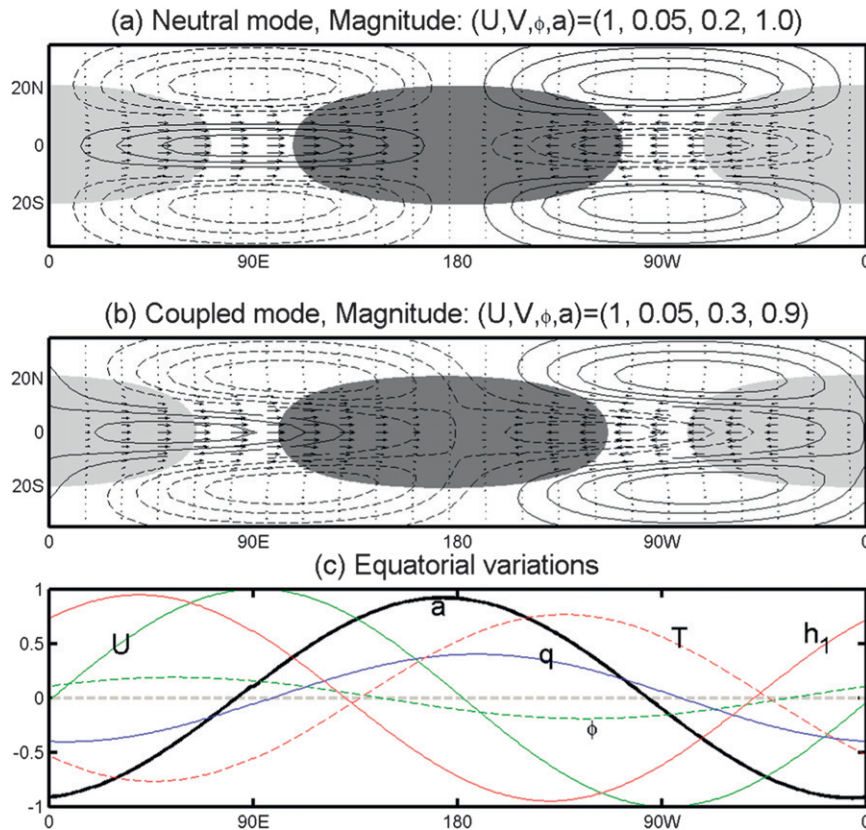 (a) Neutral mode, Magnitude: (U,V,ϕ,a)=(1, 0.05, 0.2, 1.0)
20N
0
20S
0 90E 180 90W 0
(b) Coupled mode, Magnitude: (U,V,ϕ,a)=(1, 0.05, 0.3, 0.9)
20N
0
20S
0 90E 180 90W 0
(c) Equatorial variations
1
0.5
0
-0.5
-1
U a q T h₁
ϕ
0 90E 180 90W 0